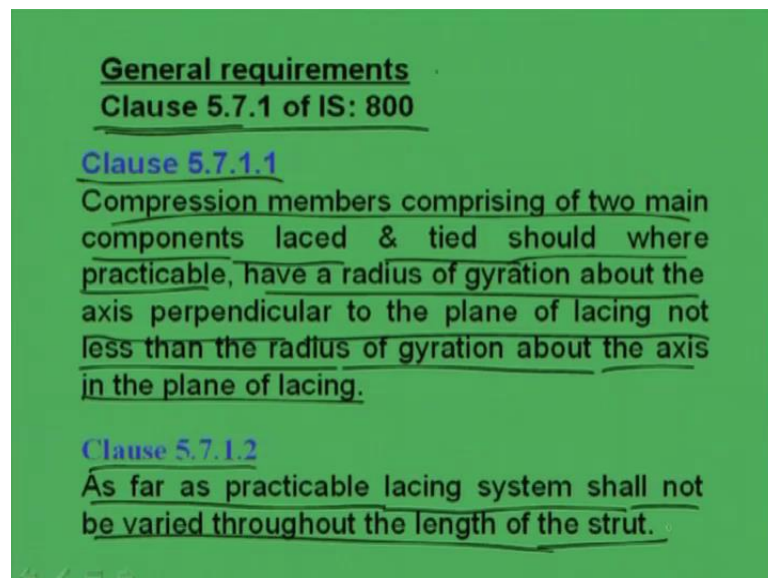 General requirements
Clause 5.7.1 of IS: 800
Clause 5.7.1.1
Compression members comprising of two main
components laced & tied should where
practicable, have a radius of gyration about the
axis perpendicular to the plane of lacing not
less than the radius of gyration about the axis
in the plane of lacing.
Clause 5.7.1.2
As far as practicable lacing system shall not
be varied throughout the length of the strut.